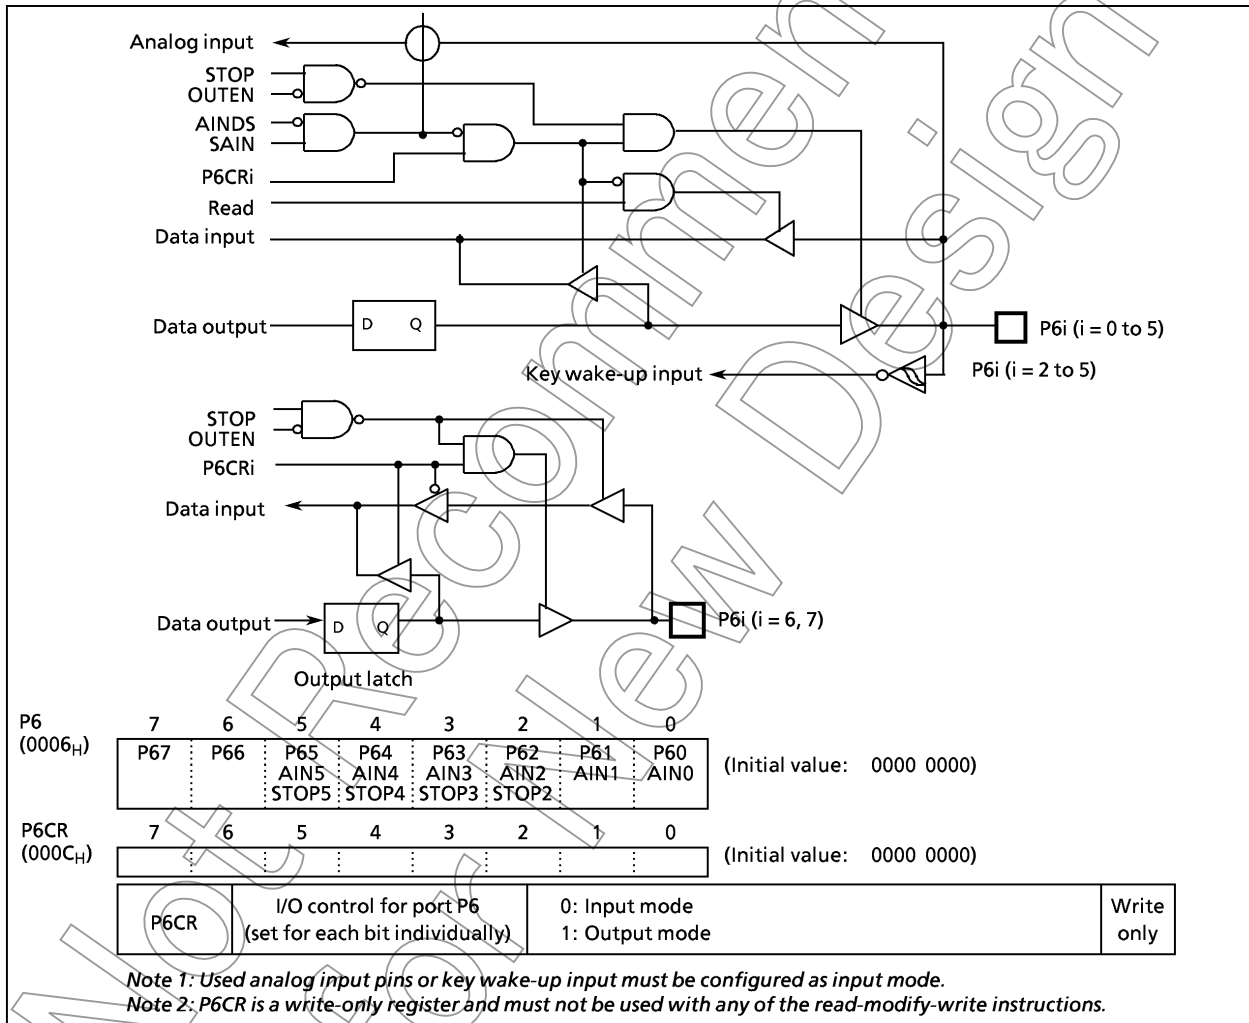 Analog input
STOP
OUTEN
AINDS
SAIN
P6CRi
Read
Data input
Data output
D Q
P6i (i = 0 to 5)
Key wake-up input
P6i (i = 2 to 5)
STOP
OUTEN
P6CRi
Data input
Data output
D Q
P6i (i = 6, 7)
Output latch
P6
(0006H)
7 6 5 4 3 2 1 0
P67 P66 P65 P64 P63 P62 P61 P60
AIN5 AIN4 AIN3 AIN2 AIN1 AIN0
STOP5 STOP4 STOP3 STOP2
(Initial value: 0000 0000)
P6CR
(000CH)
7 6 5 4 3 2 1 0
(Initial value: 0000 0000)
P6CR
I/O control for port P6
(set for each bit individually)
0: Input mode
1: Output mode
Write
only
Note 1: Used analog input pins or key wake-up input must be configured as input mode.
Note 2: P6CR is a write-only register and must not be used with any of the read-modify-write instructions.
Not Recommen
for New Design